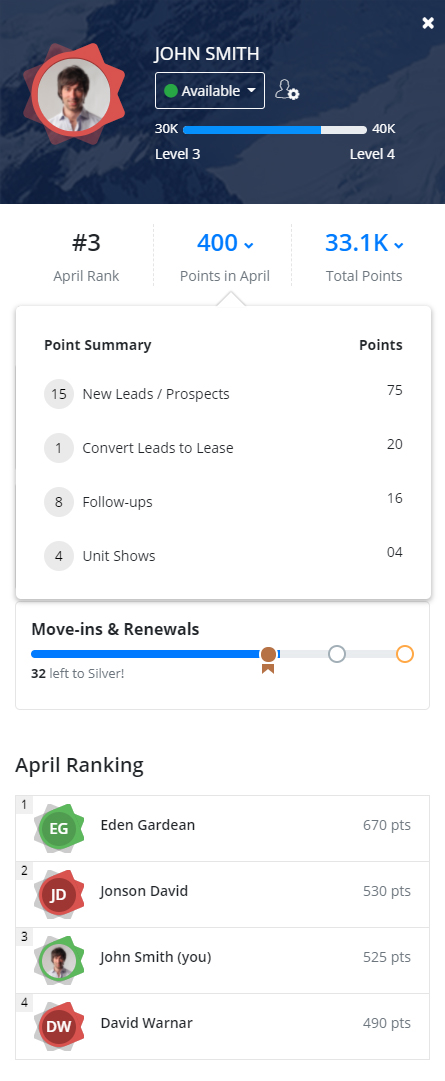 JOHN SMITH
Available
30K 40K
Level 3 Level 4
#3 400 33.1K
April Rank Points in April Total Points
Point Summary Points
15 New Leads / Prospects 75
1 Convert Leads to Lease 20
8 Follow-ups 16
4 Unit Shows 04
Move-ins & Renewals
32 left to Silver!
April Ranking
1
EG Eden Gardean 670 pts
2
JD Jonson David 530 pts
3
John Smith (you) 525 pts
4
DW David Warnar 490 pts